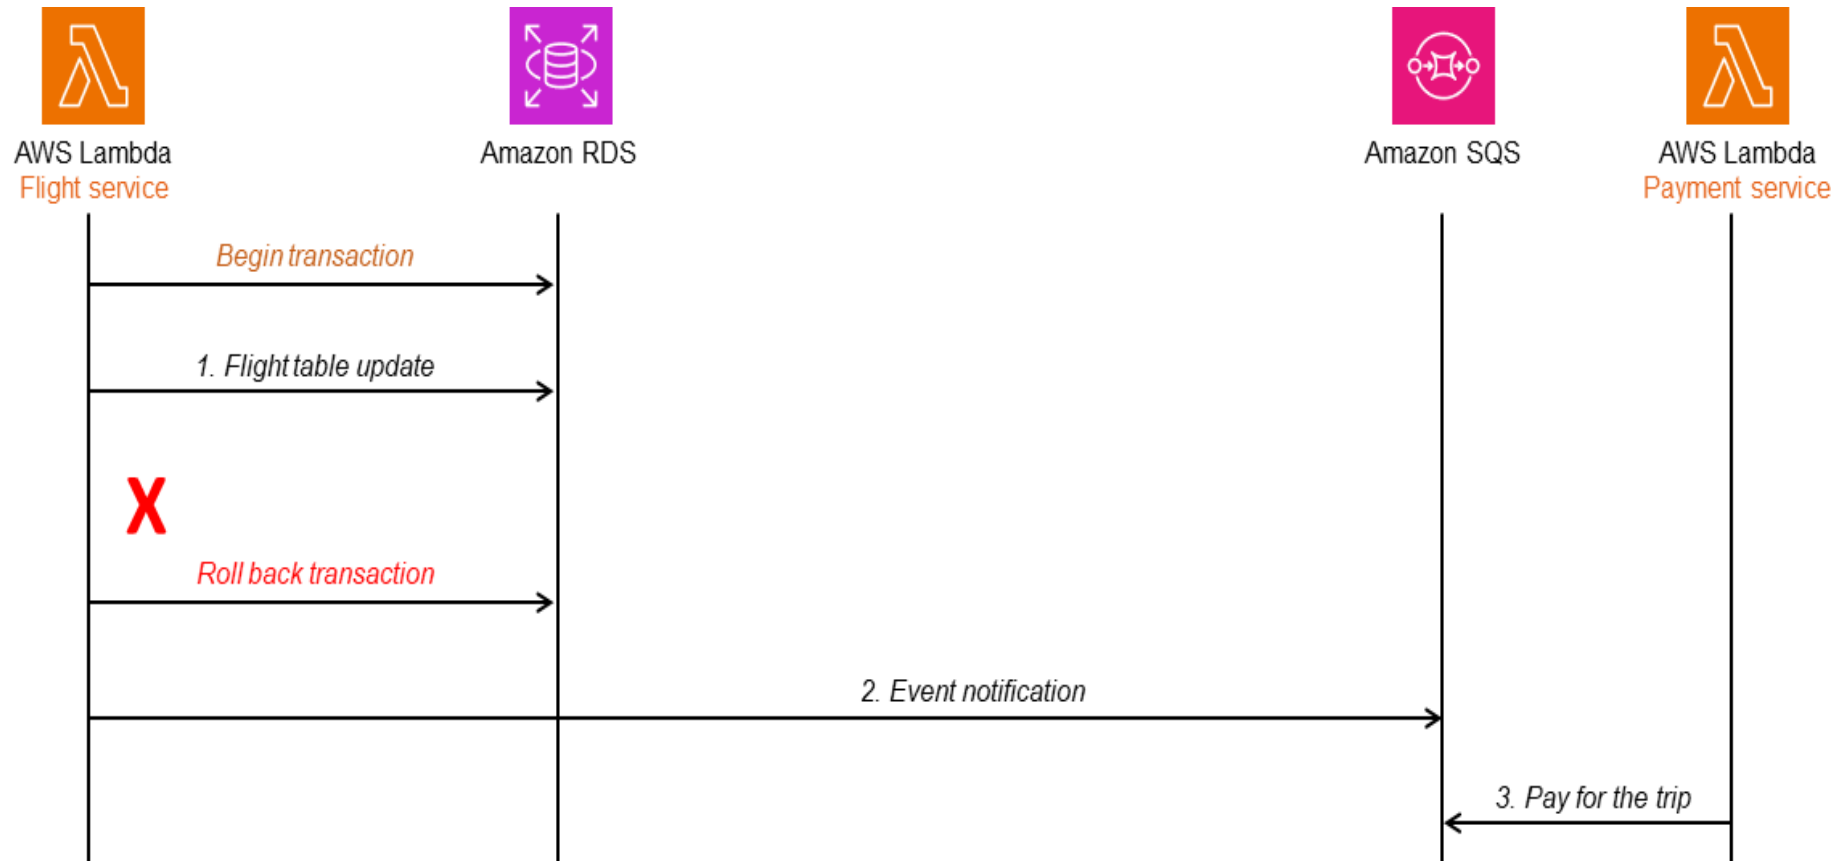 AWS Lambda
Flight service
Amazon RDS
Amazon SQS
AWS Lambda
Payment service
Begin transaction
1. Flight table update
X
Roll back transaction
2. Event notification
3. Pay for the trip